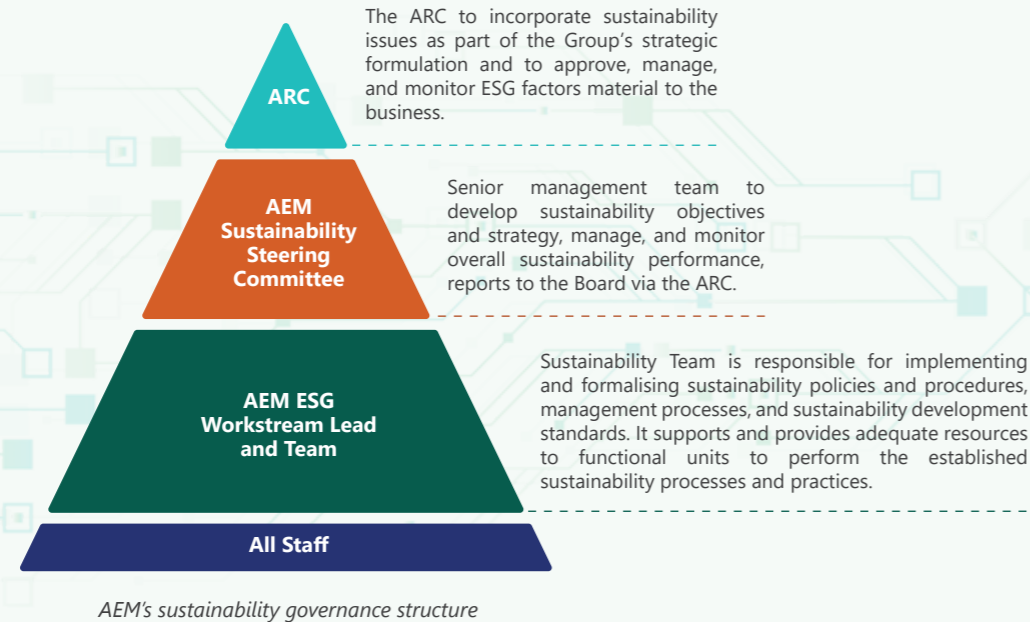 The ARC to incorporate sustainability
issues as part of the Group's strategic
formulation and to approve, manage,
and monitor ESG factors material to the
business.
ARC
Senior management team to
develop sustainability objectives
and strategy, manage, and monitor
overall sustainability performance,
reports to the Board via the ARC.
AEM
Sustainability
Steering
Committee
Sustainability Team is responsible for implementing
and formalising sustainability policies and procedures,
management processes, and sustainability development
standards. It supports and provides adequate resources
to functional units to perform the established
sustainability processes and practices.
AEM ESG
Workstream Lead
and Team
All Staff
AEM's sustainability governance structure